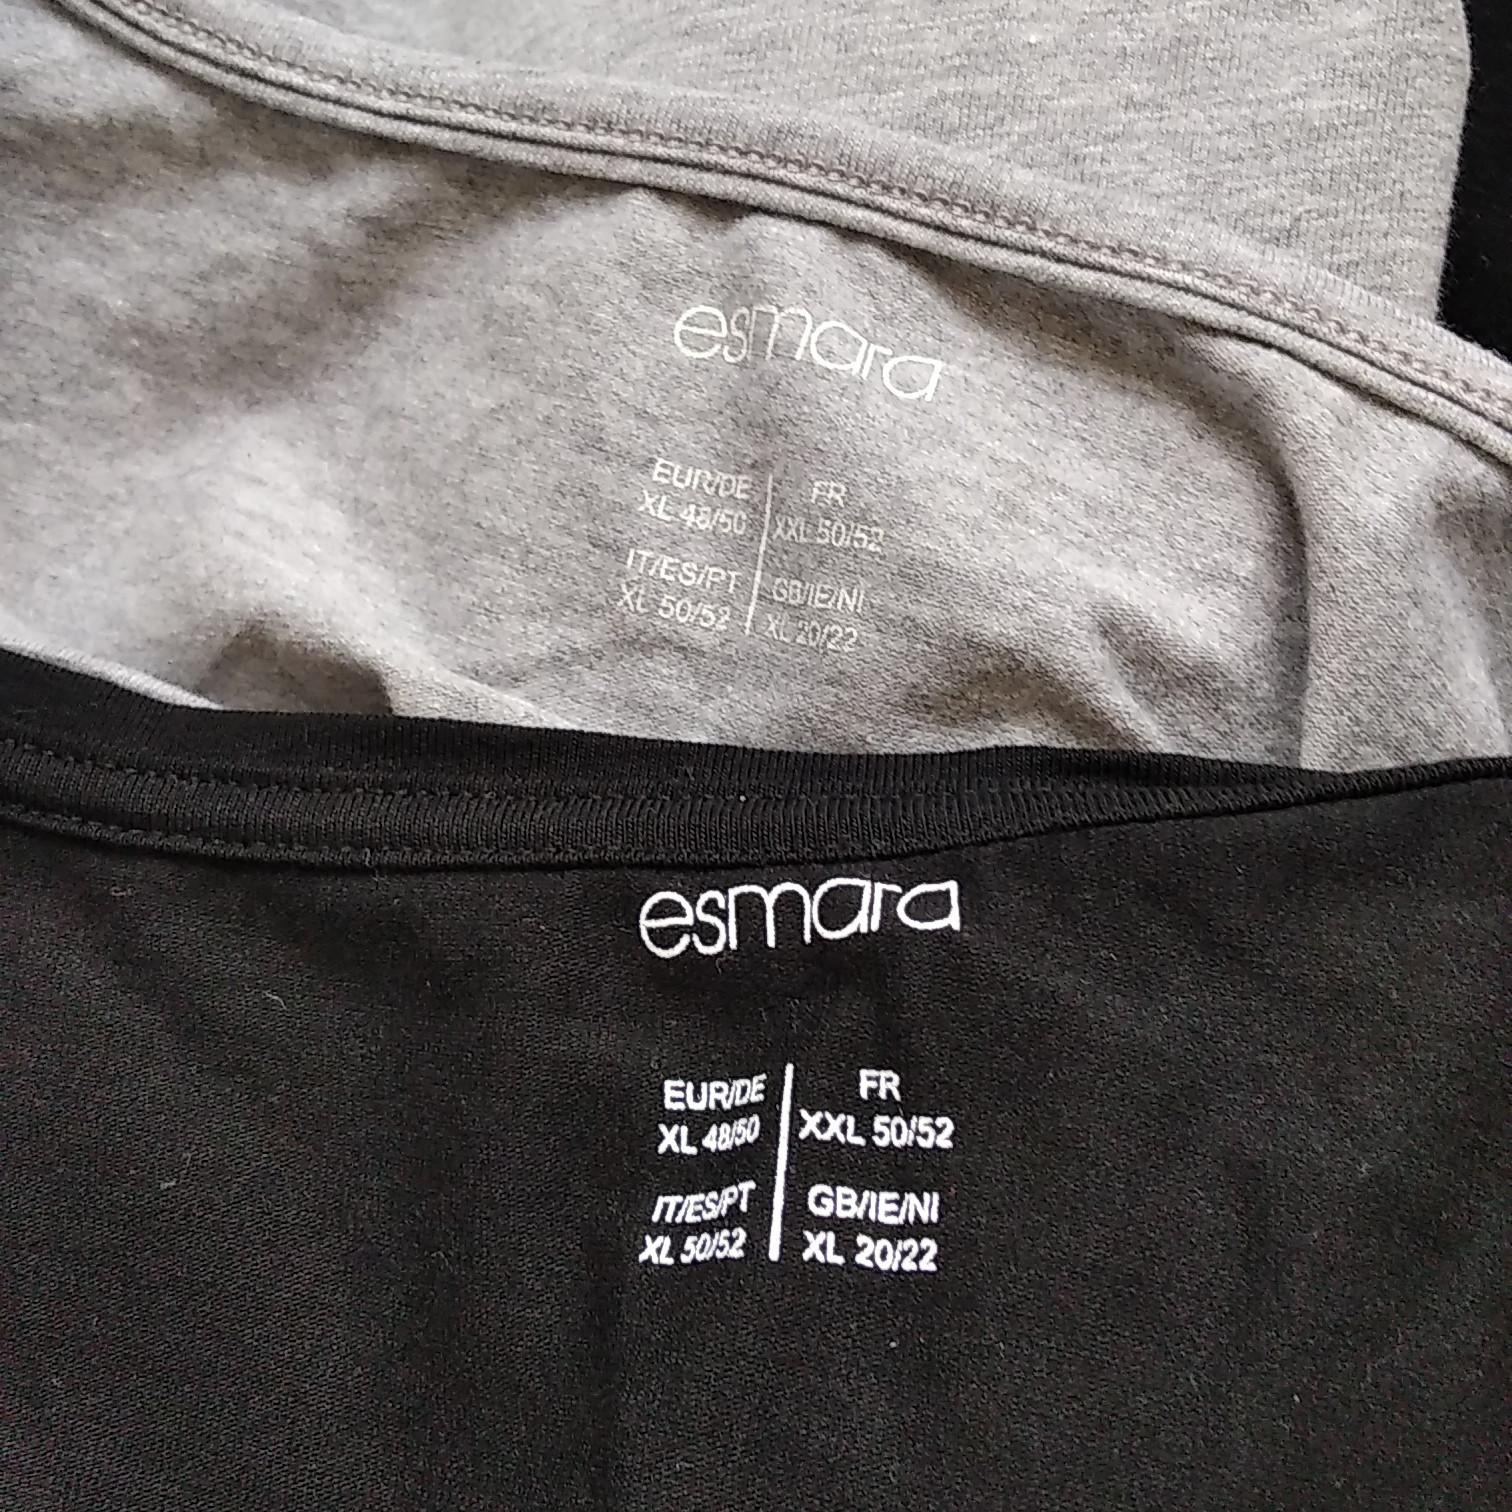 esmara
EUR/DE FR
XL 48/50 XXL 50/52
IT/ES/PT GB/IE/NI
XL 50/52 XL 20/22
esmara
EUR/DE FR
XL 48/50 XXL 50/52
IT/ES/PT GB/IE/NI
XL 50/52 XL 20/22